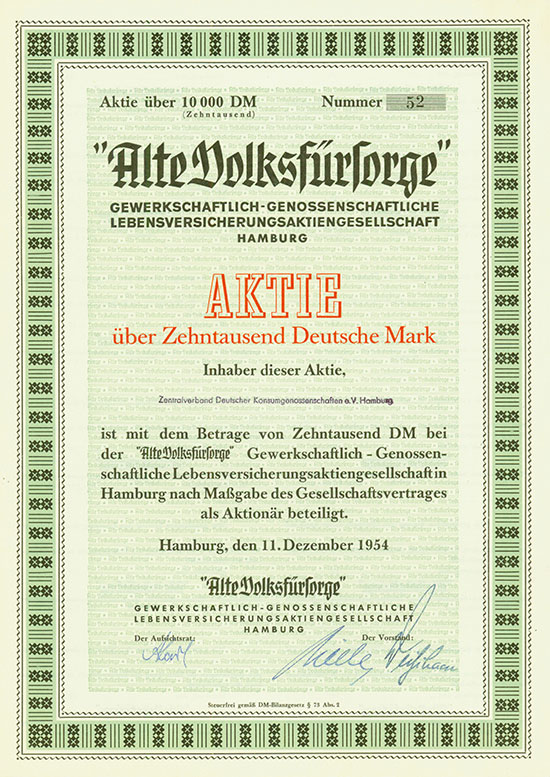 Aktie über 10 000 DM Nummer 52
(Zehntausend)
"Alte Volksfürsorge"
GEWERKSCHAFTLICH-GENOSSENSCHAFTLICHE
LEBENSVERSICHERUNGSAKTIENGESELLSCHAFT
HAMBURG
AKTIE
über Zehntausend Deutsche Mark
Inhaber dieser Aktie,
Zentralverband Deutscher Konsumgenossenschaften e.V. Hamburg
ist mit dem Betrage von Zehntausend DM bei
der "Alte Volksfürsorge" Gewerkschaftlich-Genossen-
schaftliche Lebensversicherungsaktiengesellschaft in
Hamburg nach Maßgabe des Gesellschaftsvertrages
als Aktionär beteiligt.
Hamburg, den 11. Dezember 1954
"Alte Volksfürsorge"
GEWERKSCHAFTLICH-GENOSSENSCHAFTLICHE
LEBENSVERSICHERUNGSAKTIENGESELLSCHAFT
HAMBURG
Der Aufsichtsrat: Der Vorstand:
Steuerfrei gemäß DM-Bilanzgesetz § 75 Abs. 2